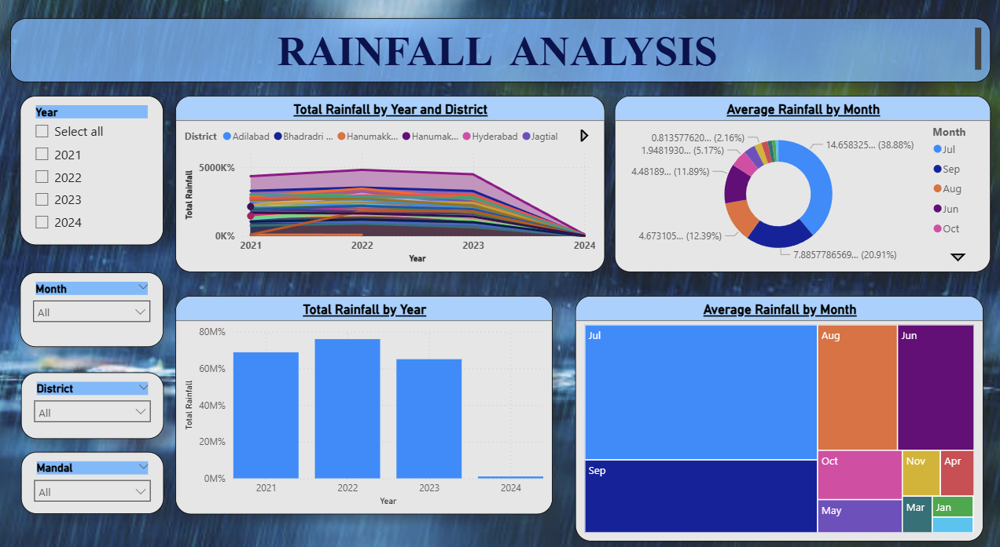 RAINFALL ANALYSIS
Year
Select all
2021
2022
2023
2024
Month
All
District
All
Mandal
All
Total Rainfall by Year and District
District Adilabad Bhadradri ... Hanumakk... Hanumak... Hyderabad Jagtial
5000K%
0K%
Total Rainfall
2021 2022 2023 2024
Year
Average Rainfall by Month
0.813577620... (2.16%)
1.9481930... (5.17%)
4.48189... (11.89%)
4.673105... (12.39%)
7.8857786569... (20.91%)
14.658325... (38.88%)
Month
Jul
Sep
Aug
Jun
Oct
Total Rainfall by Year
80M%
60M%
40M%
20M%
0M%
Total Rainfall
2021 2022 2023 2024
Year
Average Rainfall by Month
Jul
Sep
Aug
Jun
Oct
Nov
Apr
May
Mar
Jan